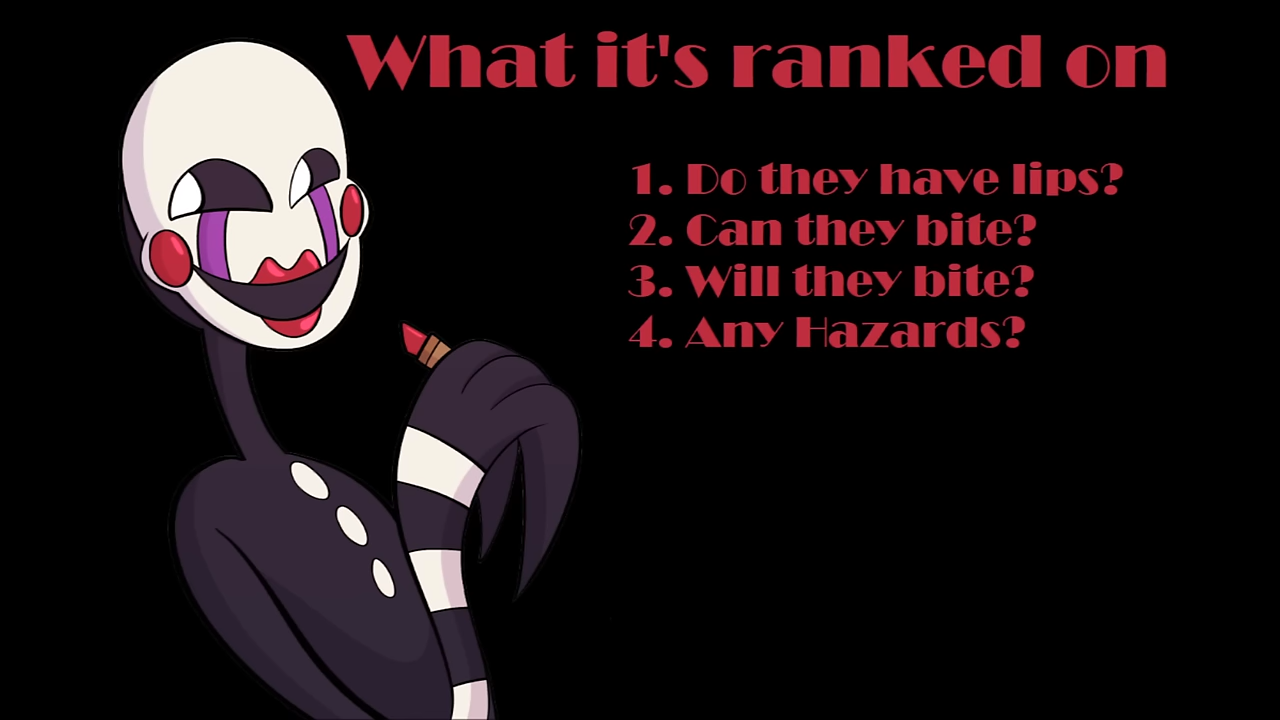 What it's ranked on
1. Do they have lips?
2. Can they bite?
3. Will they bite?
4. Any Hazards?